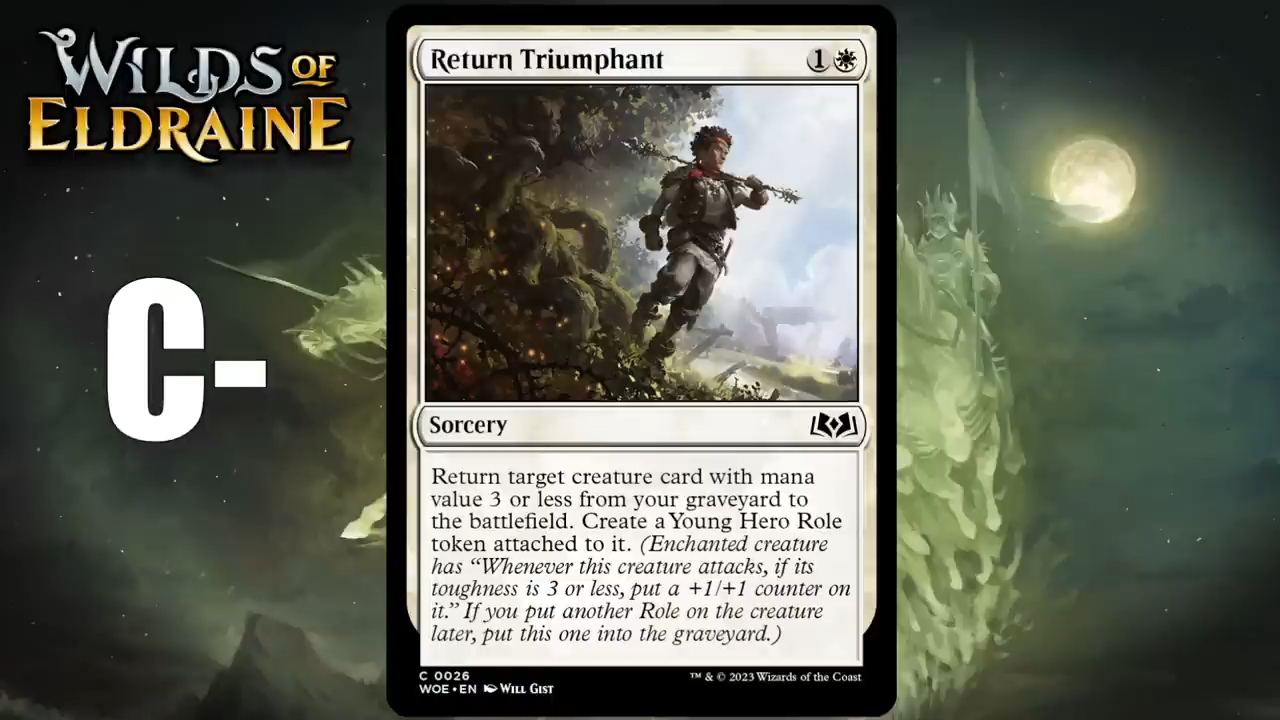 WILDS OF
ELDRAINE
C-
Return Triumphant 1
Sorcery
Return target creature card with mana
value 3 or less from your graveyard to
the battlefield. Create a Young Hero Role
token attached to it. (Enchanted creature
has “Whenever this creature attacks, if its
toughness is 3 or less, put a +1/+1 counter on
it.” If you put another Role on the creature
later, put this one into the graveyard.)
C 0026
WOE • EN Will Gist
™ & © 2023 Wizards of the Coast